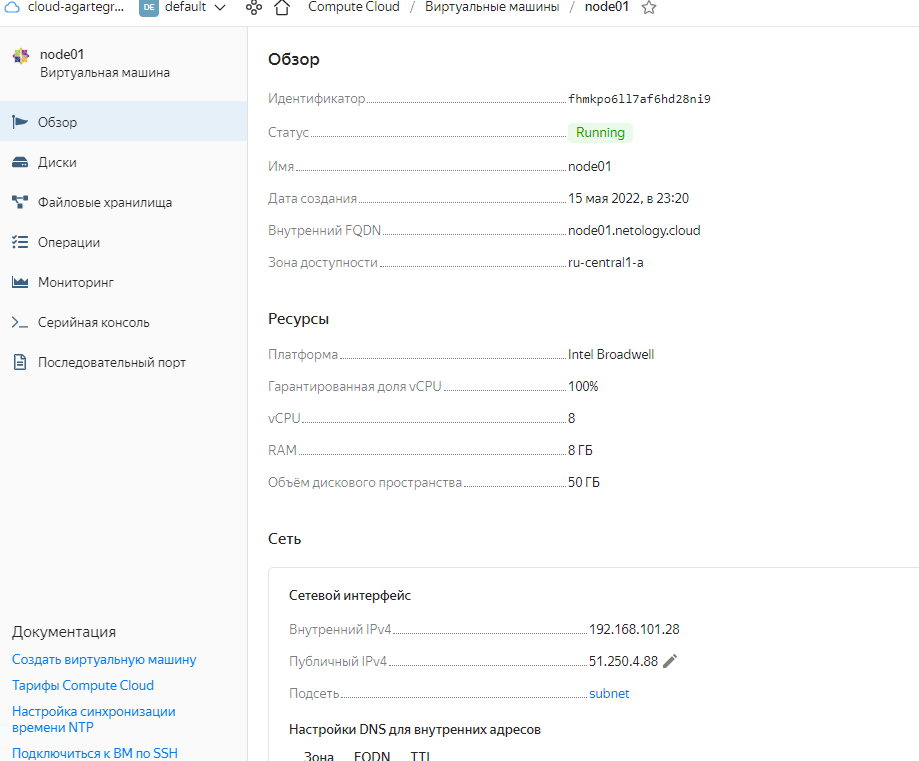 cloud-agartegr... DE default Compute Cloud / Виртуальные машины / node01
node01
Виртуальная машина
Обзор
Диски
Файловые хранилища
Операции
Мониторинг
Серийная консоль
Последовательный порт
Документация
Создать виртуальную машину
Тарифы Compute Cloud
Настройка синхронизации
времени NTP
Подключиться к ВМ по SSH
Обзор
Идентификатор fhmkpo6ll7af6hd28ni9
Статус Running
Имя node01
Дата создания 15 мая 2022, в 23:20
Внутренний FQDN node01.netology.cloud
Зона доступности ru-central1-a
Ресурсы
Платформа Intel Broadwell
Гарантированная доля vCPU 100%
vCPU 8
RAM 8 ГБ
Объём дискового пространства 50 ГБ
Сеть
Сетевой интерфейс
Внутренний IPv4 192.168.101.28
Публичный IPv4 51.250.4.88
Подсеть subnet
Настройки DNS для внутренних адресов
Зона FQDN TTL